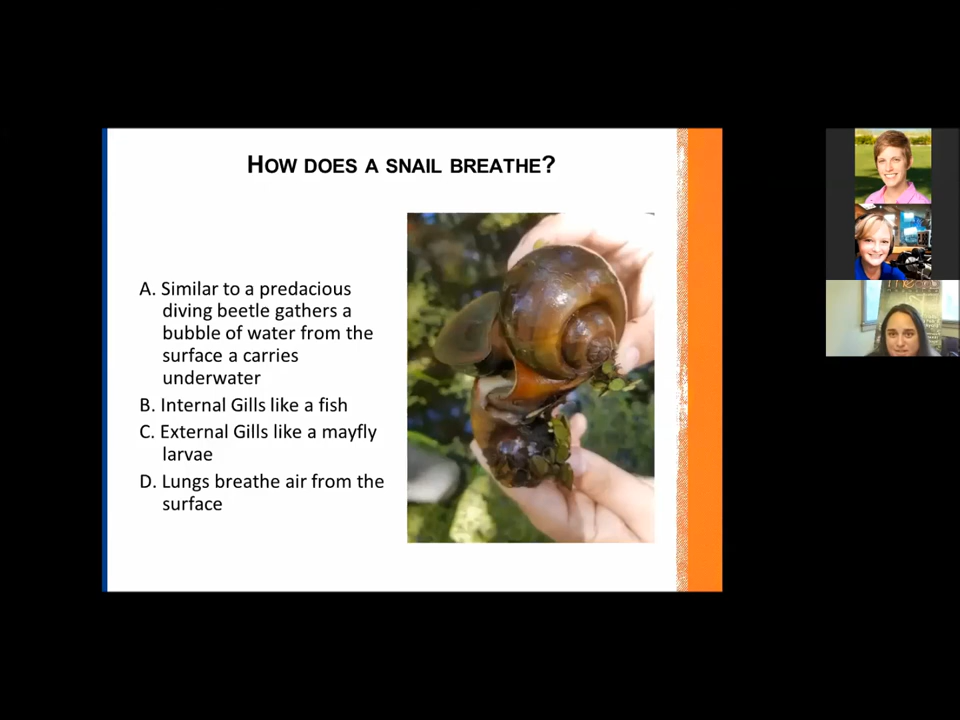 HOW DOES A SNAIL BREATHE?
A. Similar to a predacious
diving beetle gathers a
bubble of water from the
surface a carries
underwater
B. Internal Gills like a fish
C. External Gills like a mayfly
larvae
D. Lungs breathe air from the
surface